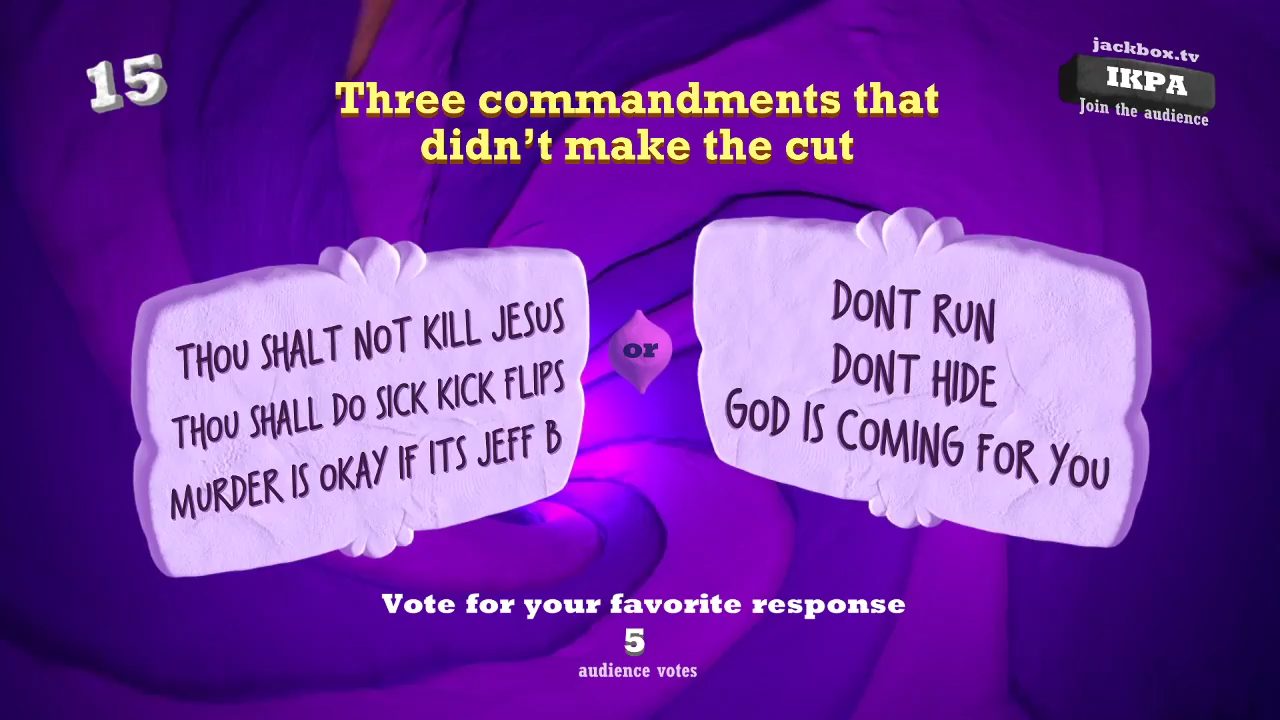 15
jackbox.tv
IKPA
Join the audience
Three commandments that
didn't make the cut
THOU SHALT NOT KILL JESUS
THOU SHALL DO SICK KICK FLIPS
MURDER IS OKAY IF ITS JEFF B
or
DONT RUN
DONT HIDE
GOD IS COMING FOR YOU
Vote for your favorite response
5
audience votes